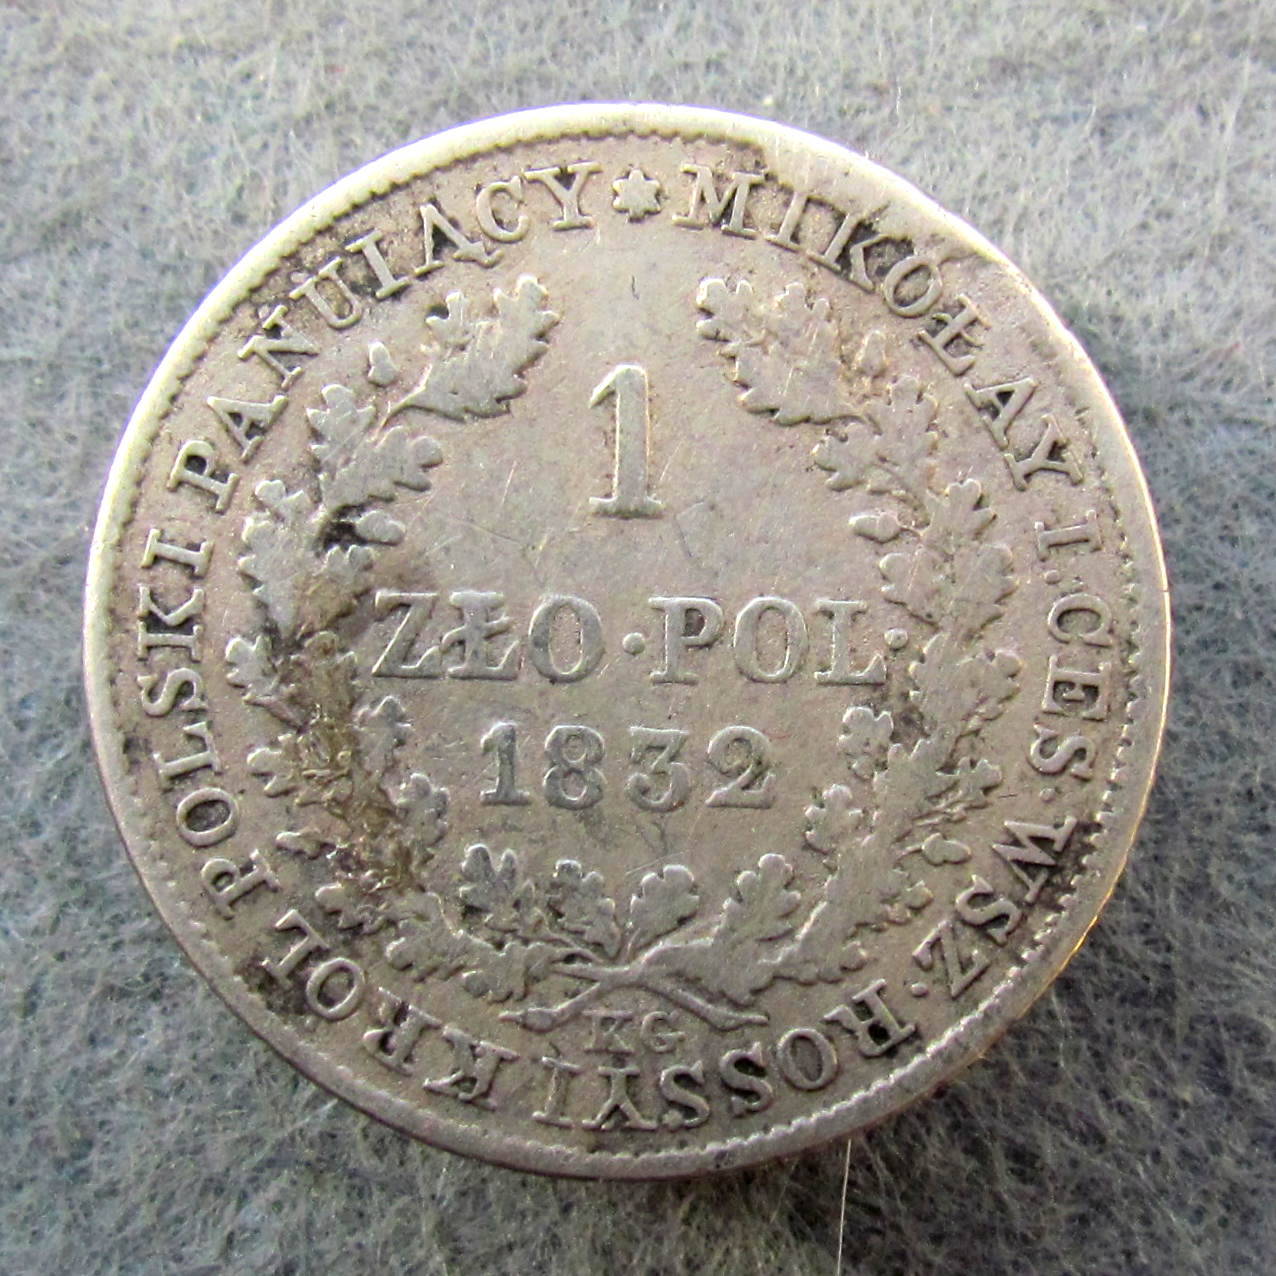 MIKOŁAY I. CES. WSZ. ROSSYI KROL POLSKI PANUIĄCY
1
ZŁO·POL·
1832
KG